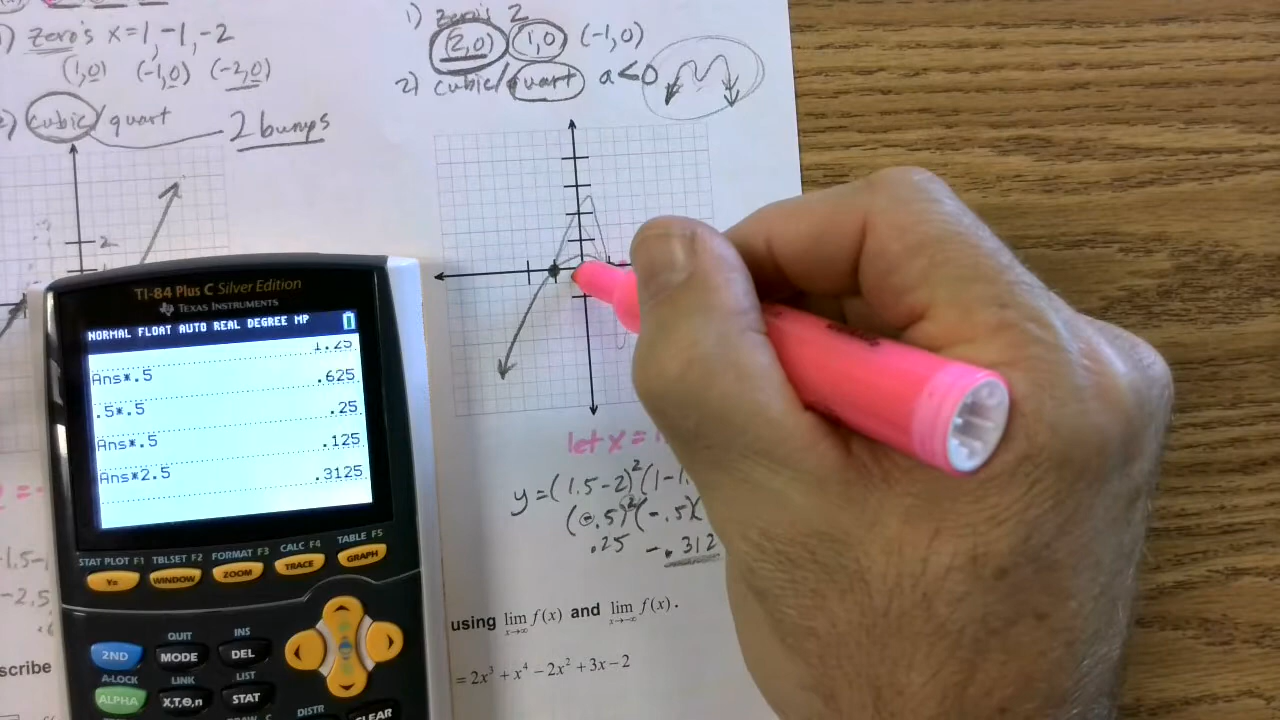 zero's x=1,-1,-2
(1,0) (-1,0) (-2,0)
cubic/quart 2 bumps
2
1) zero's 2
(2,0) (1,0) (-1,0)
2) cubic/quart a<0
let x =
y=(1.5-2)²(1-1.
(-.5)²(-.5)(
.25 -.312
using lim f(x) and lim f(x).
x→∞ x→-∞
= 2x³ + x⁴ − 2x² + 3x − 2
scribe
TI-84 Plus C Silver Edition
TEXAS INSTRUMENTS
NORMAL FLOAT AUTO REAL DEGREE MP
1.25
Ans*.5
.625
.5*.5
.25
Ans*.5
.125
Ans*2.5
.3125
STAT PLOT F1 TBLSET F2 FORMAT F3 CALC F4 TABLE F5
Y= WINDOW ZOOM TRACE GRAPH
QUIT INS
2ND MODE DEL
A-LOCK LINK LIST
ALPHA X,T,Θ,n STAT
DISTR
CLEAR